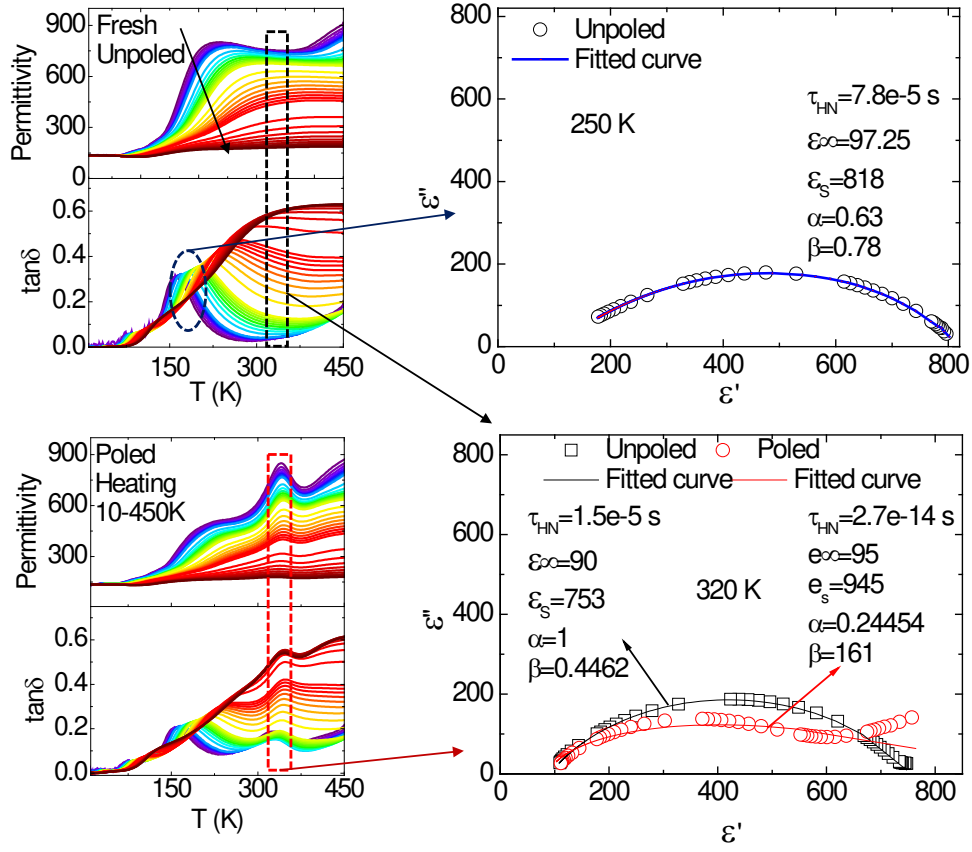 900
600
300
0
Permittivity
Fresh
Unpoled
0.6
0.4
0.2
0.0
tanδ
150
300
450
T (K)
800
600
400
200
0
ε''
Unpoled
Fitted curve
250 K
τHN=7.8e-5 s
ε∞=97.25
εS=818
α=0.63
β=0.78
0
200
400
600
800
ε'
900
600
300
0
Permittivity
Poled
Heating
10-450K
0.6
0.4
0.2
0.0
tanδ
150
300
450
T (K)
800
600
400
200
0
ε''
Unpoled
Poled
Fitted curve
Fitted curve
τHN=1.5e-5 s
ε∞=90
εS=753
α=1
β=0.4462
320 K
τHN=2.7e-14 s
e∞=95
es=945
α=0.24454
β=161
0
200
400
600
800
ε'